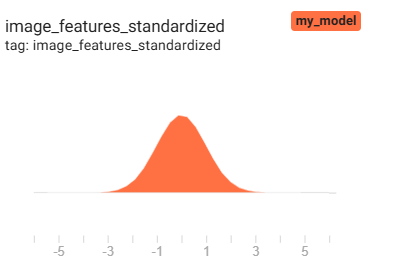 image_features_standardized
my_model
tag: image_features_standardized
-5 -3 -1 1 3 5